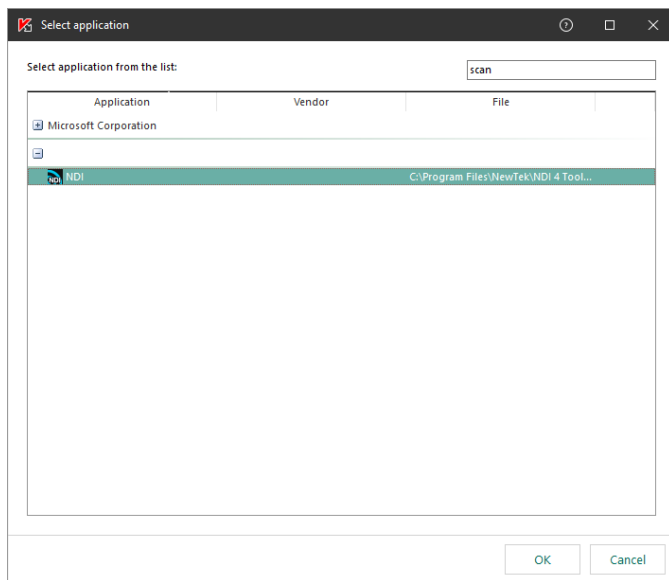 Select application
Select application from the list:
scan
Application Vendor File
Microsoft Corporation
NDI NDI C:\Program Files\NewTek\NDI 4 Tool...
OK Cancel